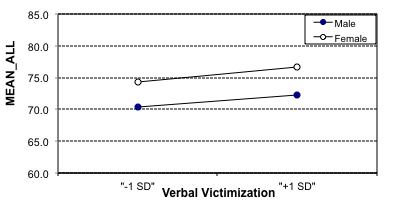 85.0
80.0
75.0
70.0
65.0
60.0
MEAN_ALL
Male
Female
"-1 SD"
"+1 SD"
Verbal Victimization